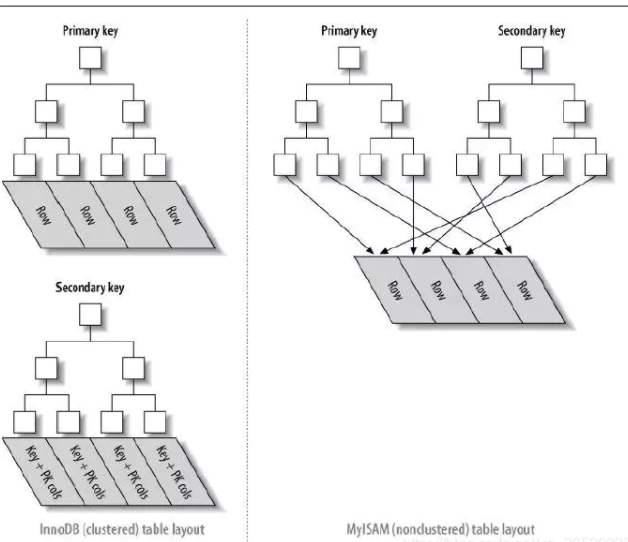 Primary key
Row
Row
Row
Row
Secondary key
Key + PK cols
Key + PK cols
Key + PK cols
Key + PK cols
InnoDB (clustered) table layout
Primary key
Secondary key
Row
Row
Row
Row
MyISAM (nonclustered) table layout